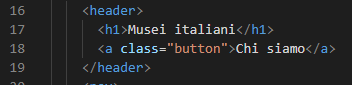 16 <header>
17 <h1>Musei italiani</h1>
18 <a class="button">Chi siamo</a>
19 </header>